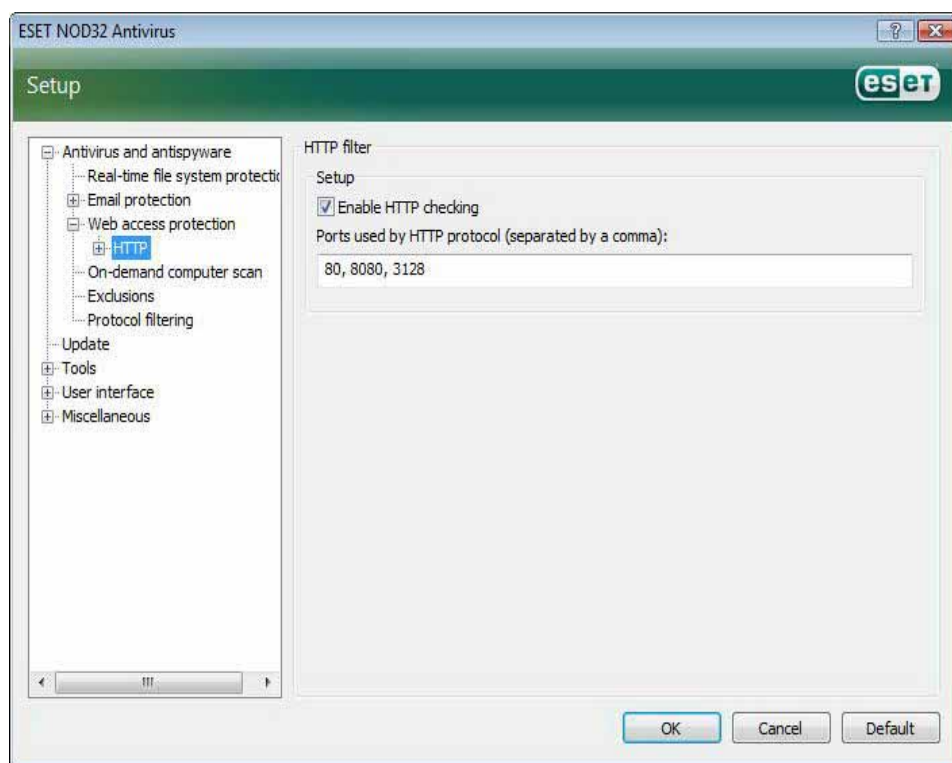 ESET NOD32 Antivirus
Setup
eset
Antivirus and antispyware
Real-time file system protectic
Email protection
Web access protection
HTTP
On-demand computer scan
Exclusions
Protocol filtering
Update
Tools
User interface
Miscellaneous
HTTP filter
Setup
Enable HTTP checking
Ports used by HTTP protocol (separated by a comma):
80, 8080, 3128
OK
Cancel
Default